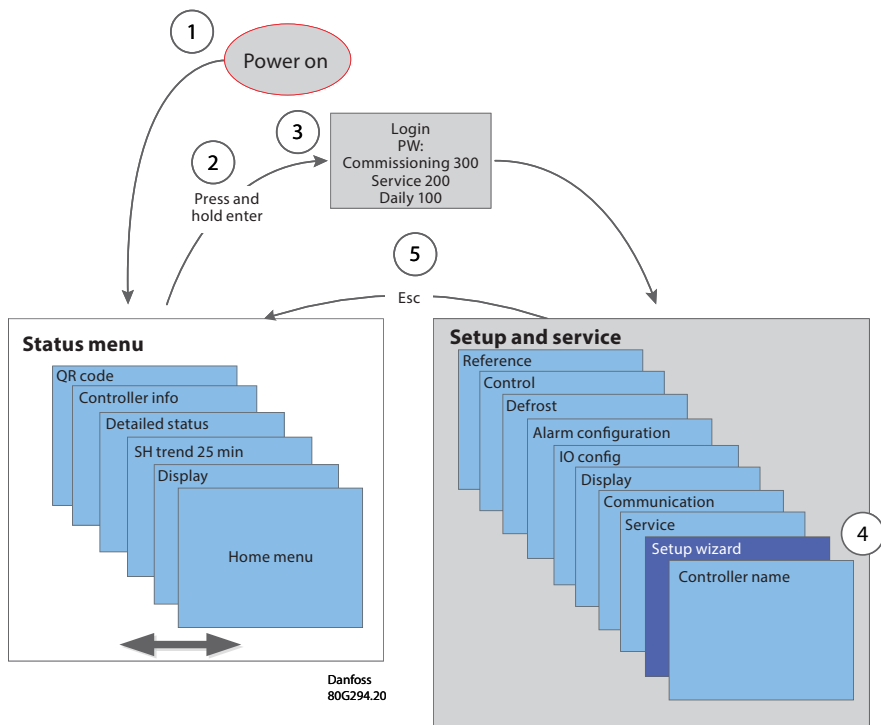 1
Power on
3
Login
PW:
Commissioning 300
Service 200
Daily 100
2
Press and
hold enter
5
Esc
Status menu
QR code
Controller info
Detailed status
SH trend 25 min
Display
Home menu
Danfoss
80G294.20
Setup and service
Reference
Control
Defrost
Alarm configuration
IO config
Display
Communication
Service
4
Setup wizard
Controller name